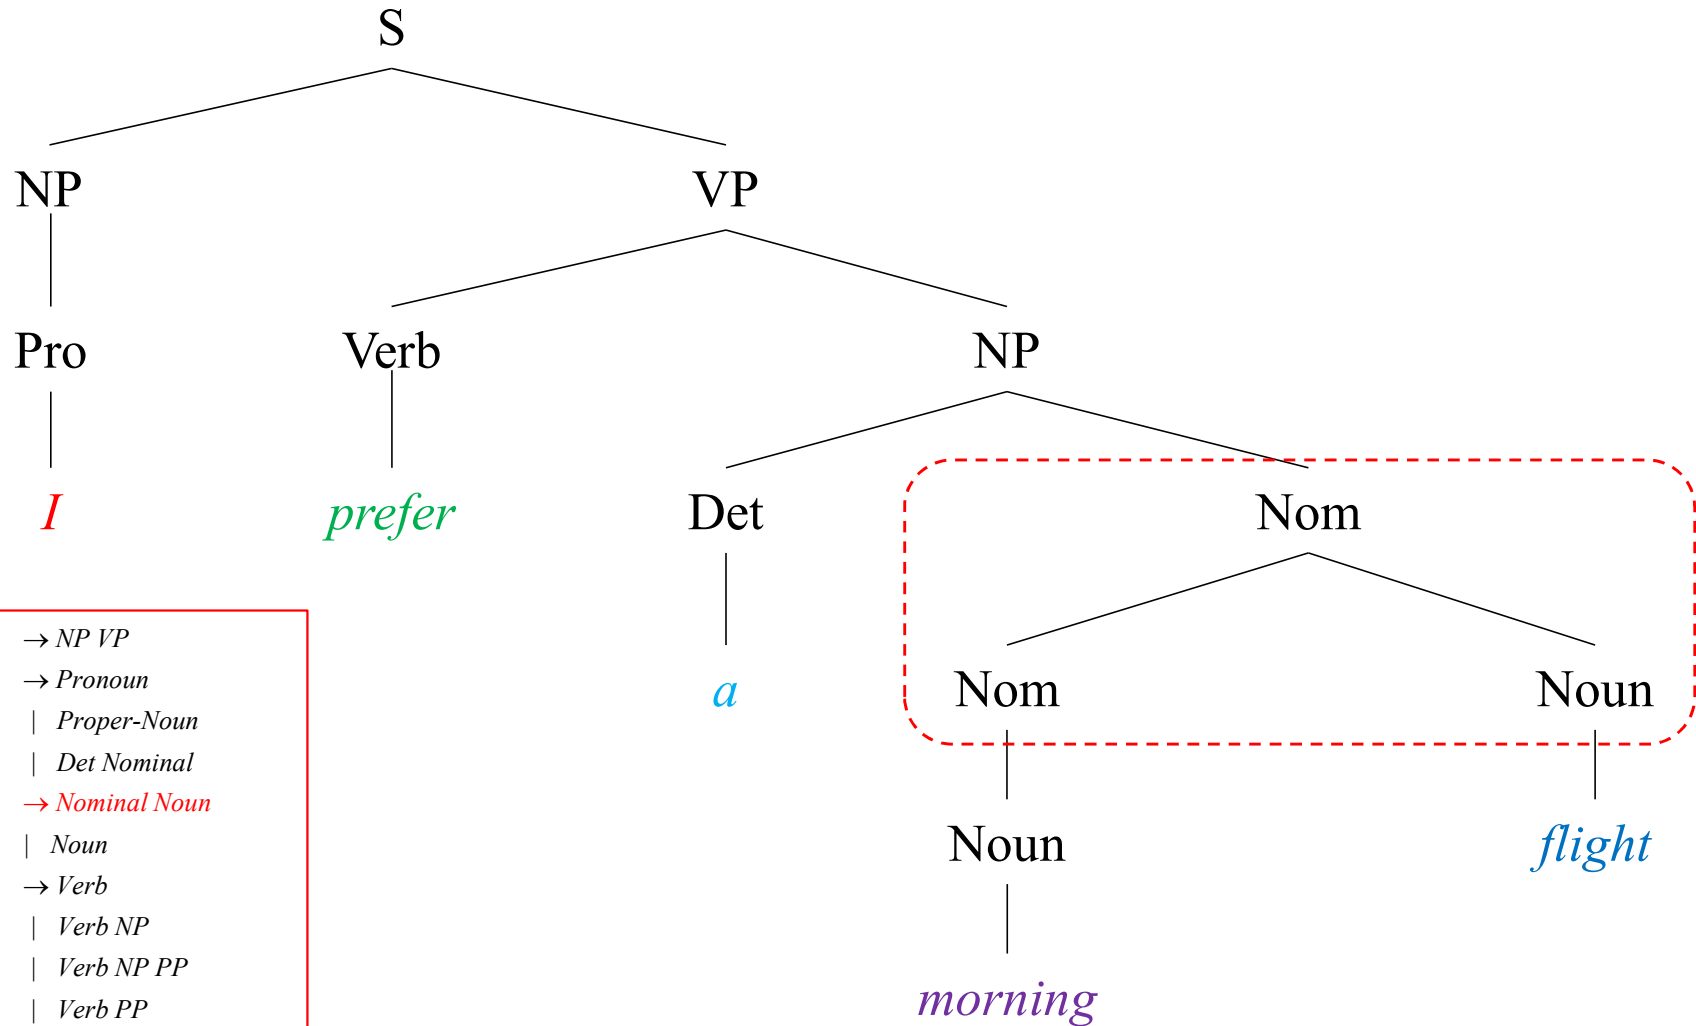 S
NP VP
Pro Verb NP
I prefer Det Nom
a Nom Noun
Noun flight
morning
→ NP VP
→ Pronoun
| Proper-Noun
| Det Nominal
→ Nominal Noun
| Noun
→ Verb
| Verb NP
| Verb NP PP
| Verb PP